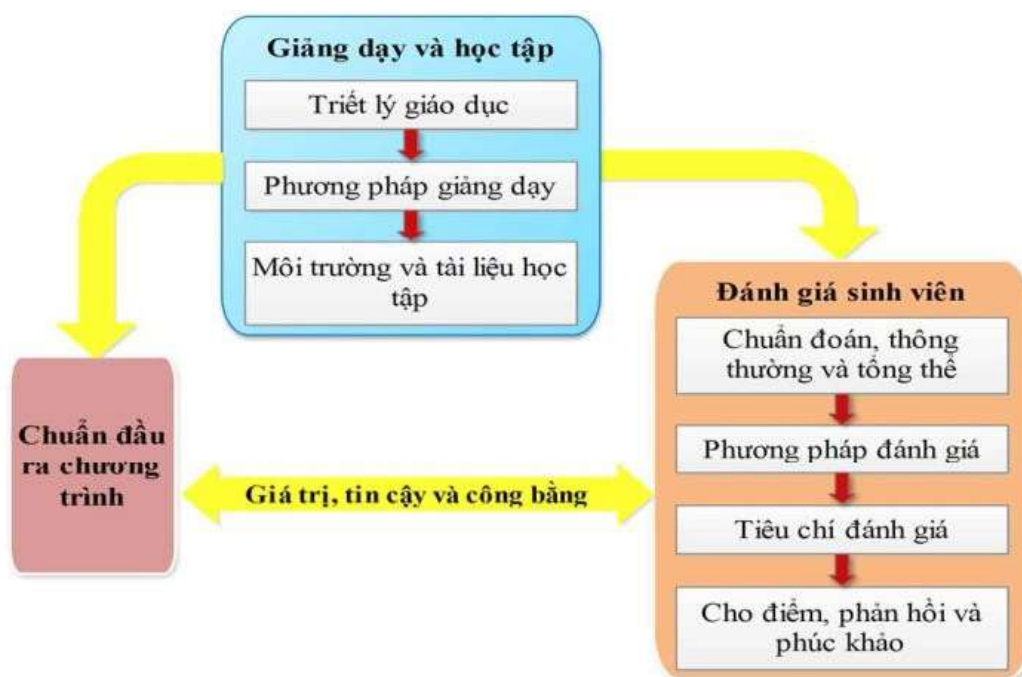 Giảng dạy và học tập
Triết lý giáo dục
Phương pháp giảng dạy
Môi trường và tài liệu học
tập
Đánh giá sinh viên
Chuẩn đoán, thông
thường và tổng thể
Phương pháp đánh giá
Tiêu chí đánh giá
Cho điểm, phản hồi và
phúc khảo
Chuẩn đầu
ra chương
trình
Giá trị, tin cậy và công bằng